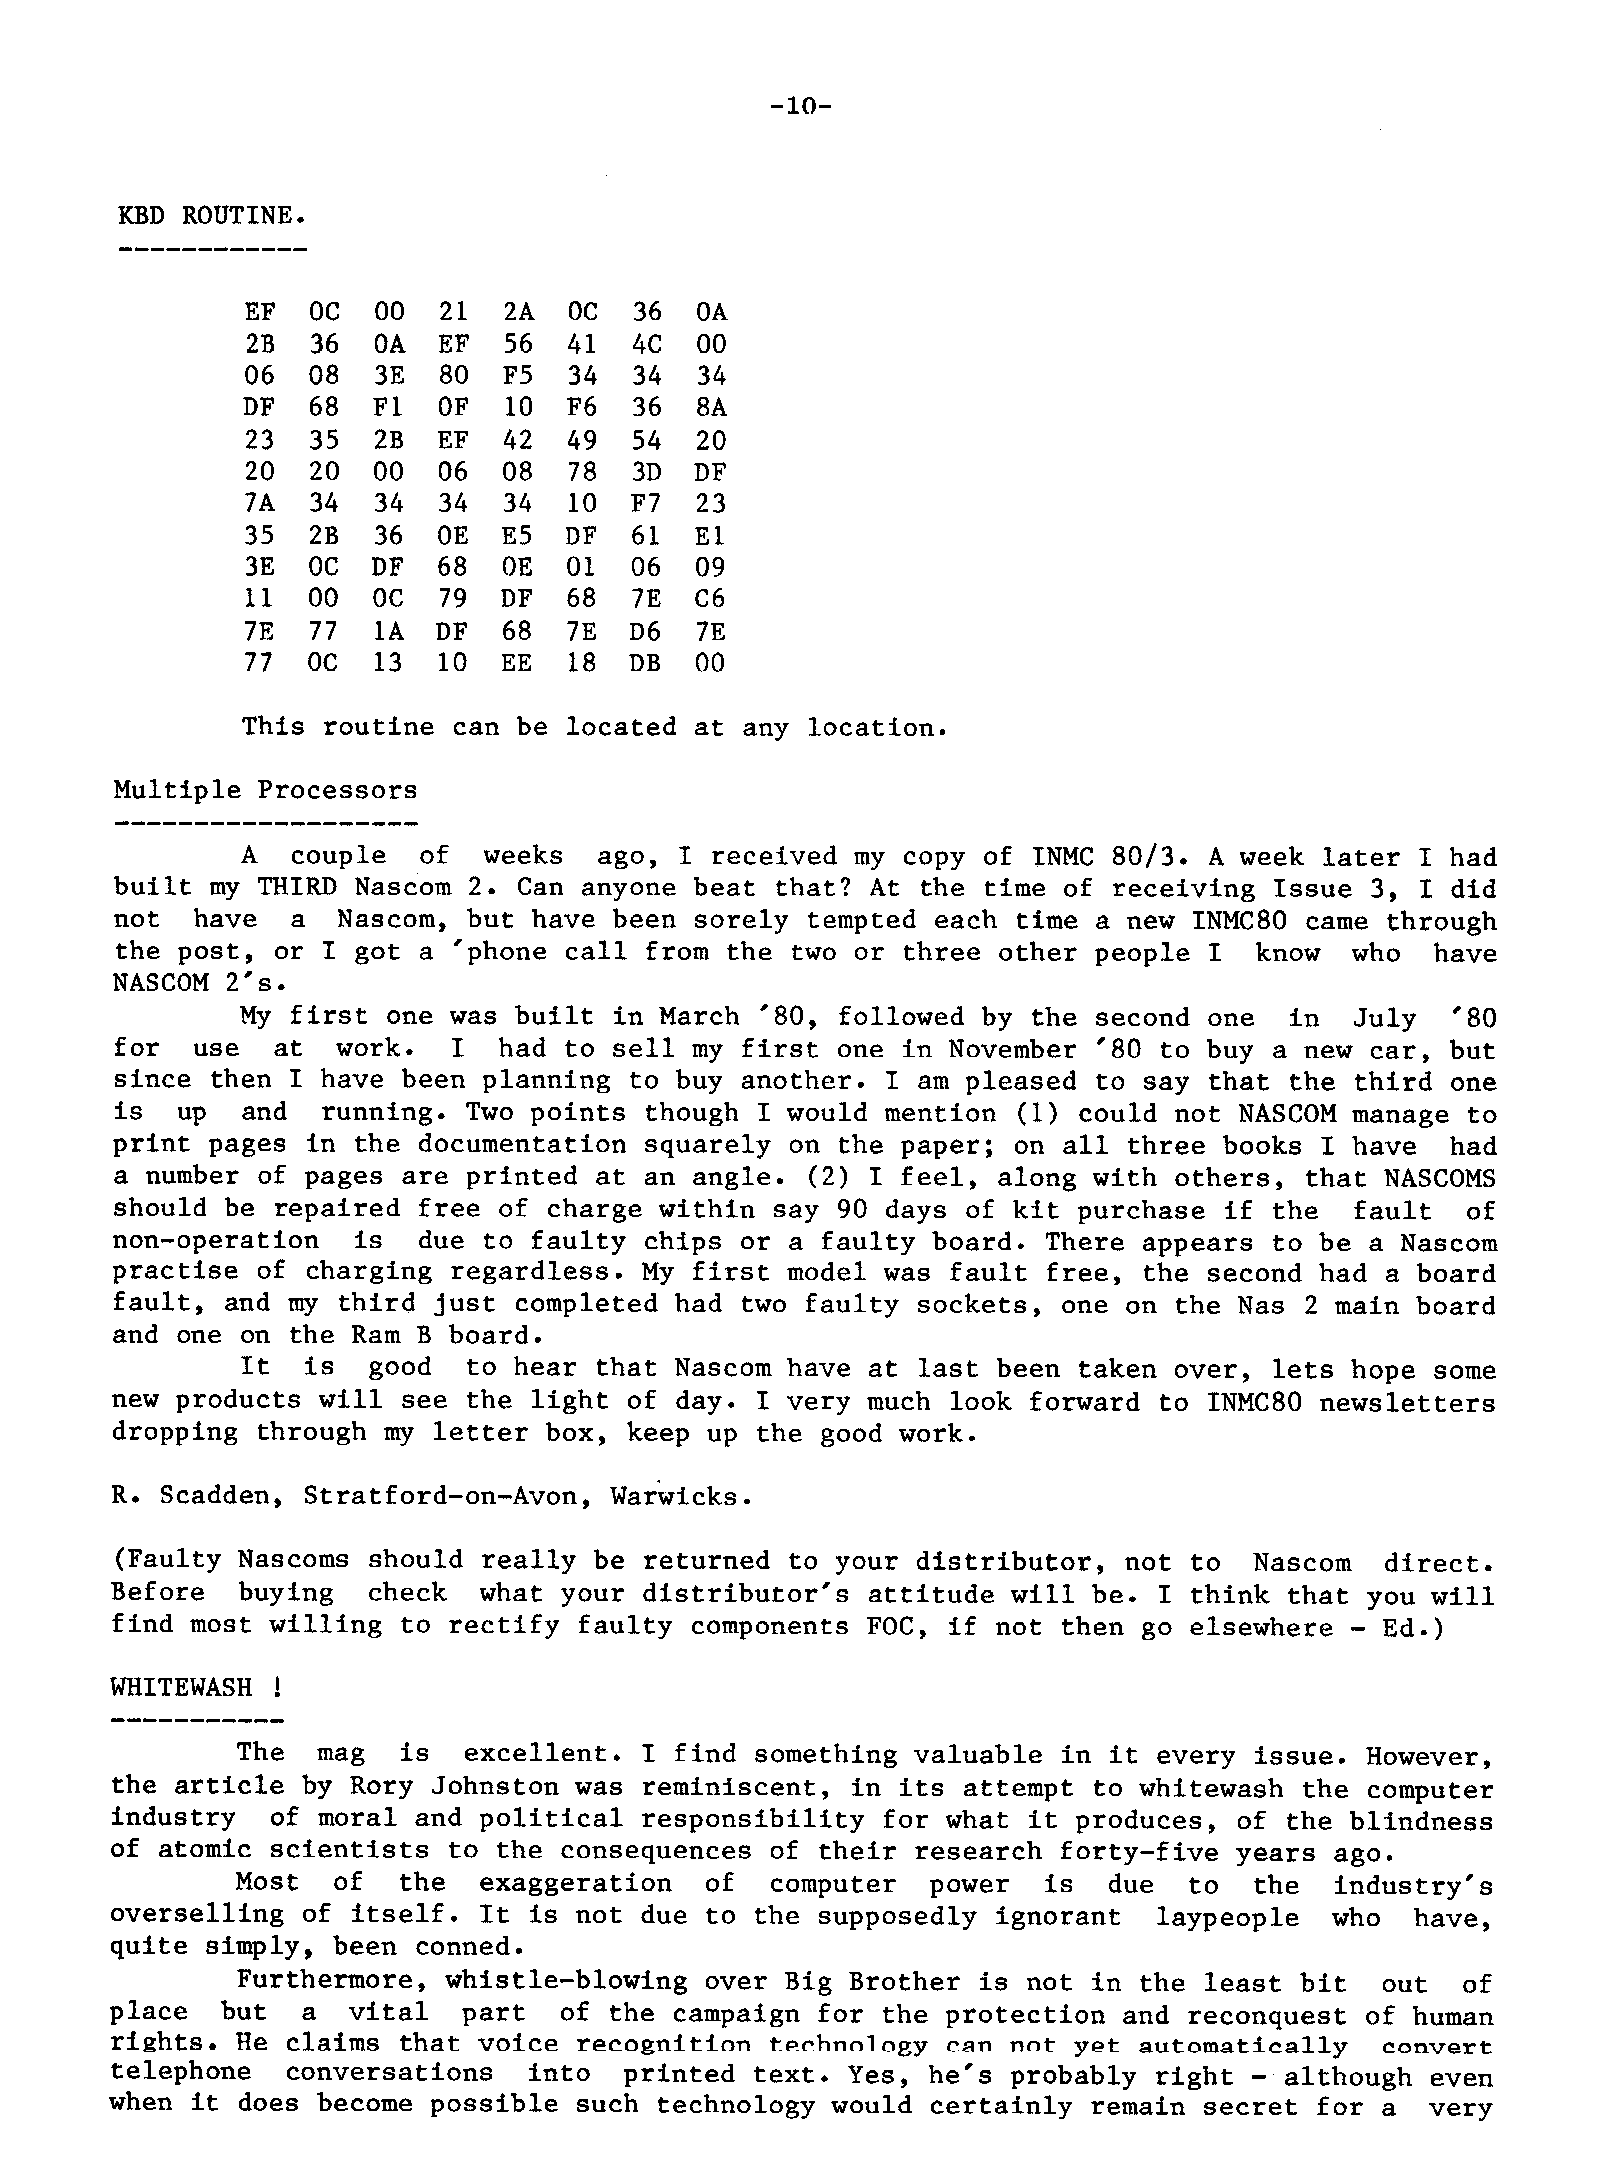 -10-
KBD ROUTINE.
------------
EF 0C 00 21 2A 0C 36 0A
2B 36 0A EF 56 41 4C 00
06 08 3E 80 F5 34 34 34
DF 68 F1 0F 10 F6 36 8A
23 35 2B EF 42 49 54 20
20 20 00 06 08 78 3D DF
7A 34 34 34 34 10 F7 23
35 2B 36 0E E5 DF 61 E1
3E 0C DF 68 0E 01 06 09
11 00 0C 79 DF 68 7E C6
7E 77 1A DF 68 7E D6 7E
77 0C 13 10 EE 18 DB 00
This routine can be located at any location.
Multiple Processors
-------------------
A couple of weeks ago, I received my copy of INMC 80/3. A week later I had
built my THIRD Nascom 2. Can anyone beat that? At the time of receiving Issue 3, I did
not have a Nascom, but have been sorely tempted each time a new INMC80 came through
the post, or I got a 'phone call from the two or three other people I know who have
NASCOM 2's.
My first one was built in March '80, followed by the second one in July '80
for use at work. I had to sell my first one in November '80 to buy a new car, but
since then I have been planning to buy another. I am pleased to say that the third one
is up and running. Two points though I would mention (1) could not NASCOM manage to
print pages in the documentation squarely on the paper; on all three books I have had
a number of pages are printed at an angle. (2) I feel, along with others, that NASCOMS
should be repaired free of charge within say 90 days of kit purchase if the fault of
non-operation is due to faulty chips or a faulty board. There appears to be a Nascom
practise of charging regardless. My first model was fault free, the second had a board
fault, and my third just completed had two faulty sockets, one on the Nas 2 main board
and one on the Ram B board.
It is good to hear that Nascom have at last been taken over, lets hope some
new products will see the light of day. I very much look forward to INMC80 newsletters
dropping through my letter box, keep up the good work.
R. Scadden, Stratford-on-Avon, Warwicks.
(Faulty Nascoms should really be returned to your distributor, not to Nascom direct.
Before buying check what your distributor's attitude will be. I think that you will
find most willing to rectify faulty components FOC, if not then go elsewhere - Ed.)
WHITEWASH !
-----------
The mag is excellent. I find something valuable in it every issue. However,
the article by Rory Johnston was reminiscent, in its attempt to whitewash the computer
industry of moral and political responsibility for what it produces, of the blindness
of atomic scientists to the consequences of their research forty-five years ago.
Most of the exaggeration of computer power is due to the industry's
overselling of itself. It is not due to the supposedly ignorant laypeople who have,
quite simply, been conned.
Furthermore, whistle-blowing over Big Brother is not in the least bit out of
place but a vital part of the campaign for the protection and reconquest of human
rights. He claims that voice recognition technology can not yet automatically convert
telephone conversations into printed text. Yes, he's probably right - although even
when it does become possible such technology would certainly remain secret for a very